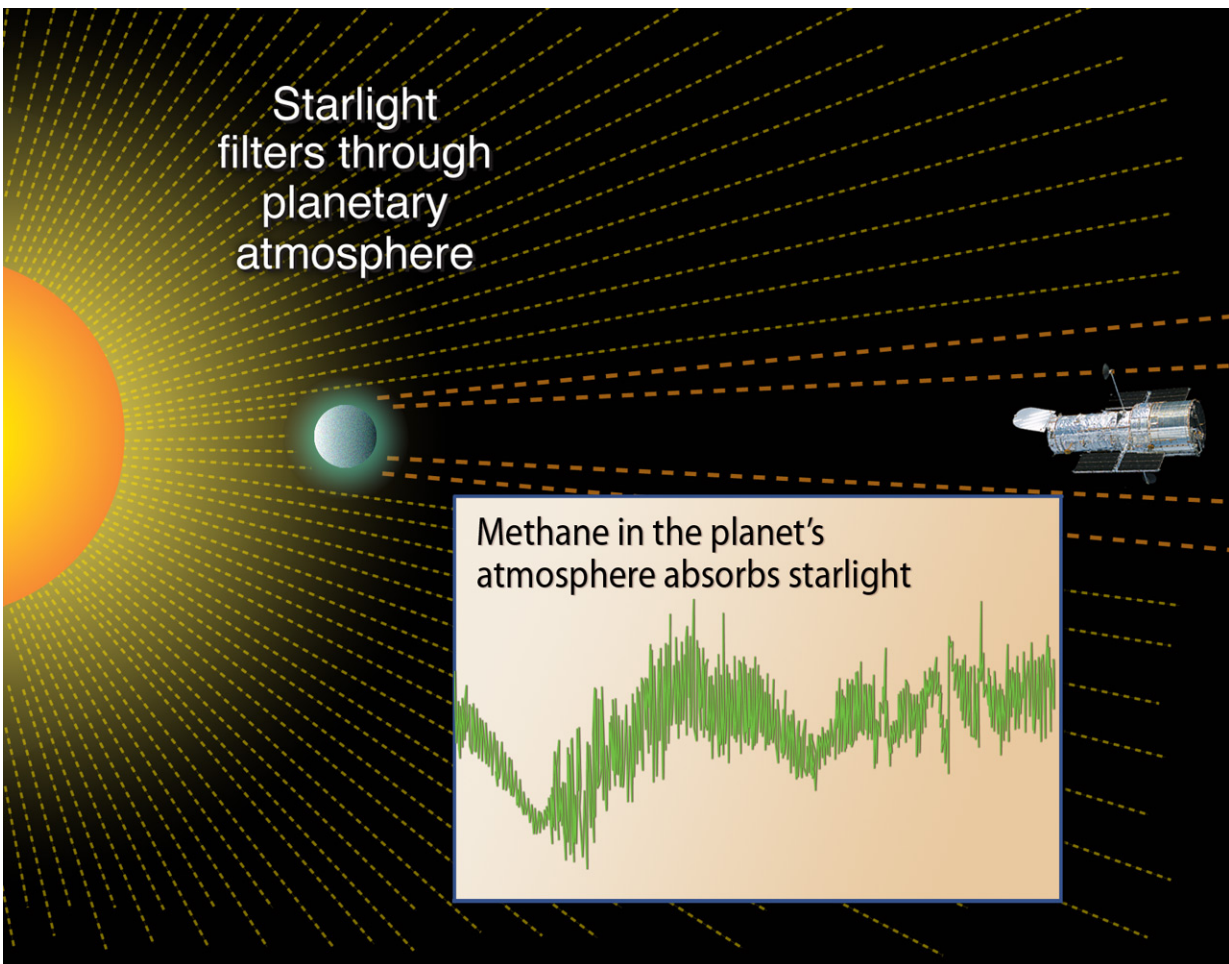 Starlight
filters through
planetary
atmosphere
Methane in the planet's
atmosphere absorbs starlight